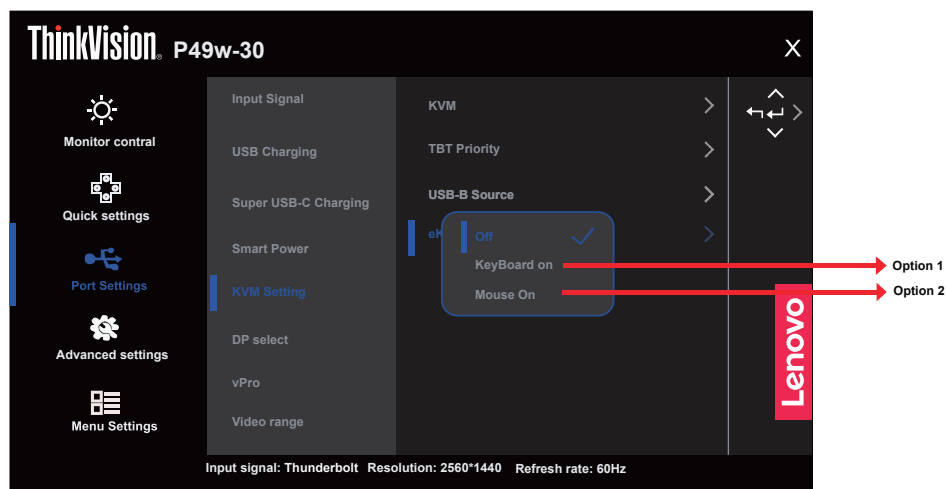 ThinkVision® P49w-30
X
Monitor contral
Quick settings
Port Settings
Advanced settings
Menu Settings
Input Signal
USB Charging
Super USB-C Charging
Smart Power
KVM Setting
DP select
vPro
Video range
KVM
TBT Priority
USB-B Source
Off
KeyBoard on
Mouse On
Option 1
Option 2
Lenovo
Input signal: Thunderbolt Resolution: 2560*1440 Refresh rate: 60Hz